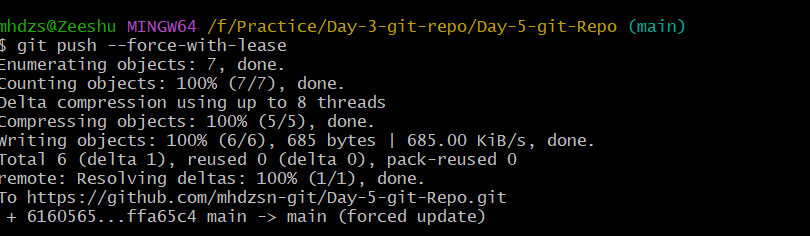 mhdzs@Zeeshu MINGW64 /f/Practice/Day-3-git-repo/Day-5-git-Repo (main)
$ git push --force-with-lease
Enumerating objects: 7, done.
Counting objects: 100% (7/7), done.
Delta compression using up to 8 threads
Compressing objects: 100% (5/5), done.
Writing objects: 100% (6/6), 685 bytes | 685.00 KiB/s, done.
Total 6 (delta 1), reused 0 (delta 0), pack-reused 0
remote: Resolving deltas: 100% (1/1), done.
To https://github.com/mhdzsn-git/Day-5-git-Repo.git
 + 6160565...ffa65c4 main -> main (forced update)